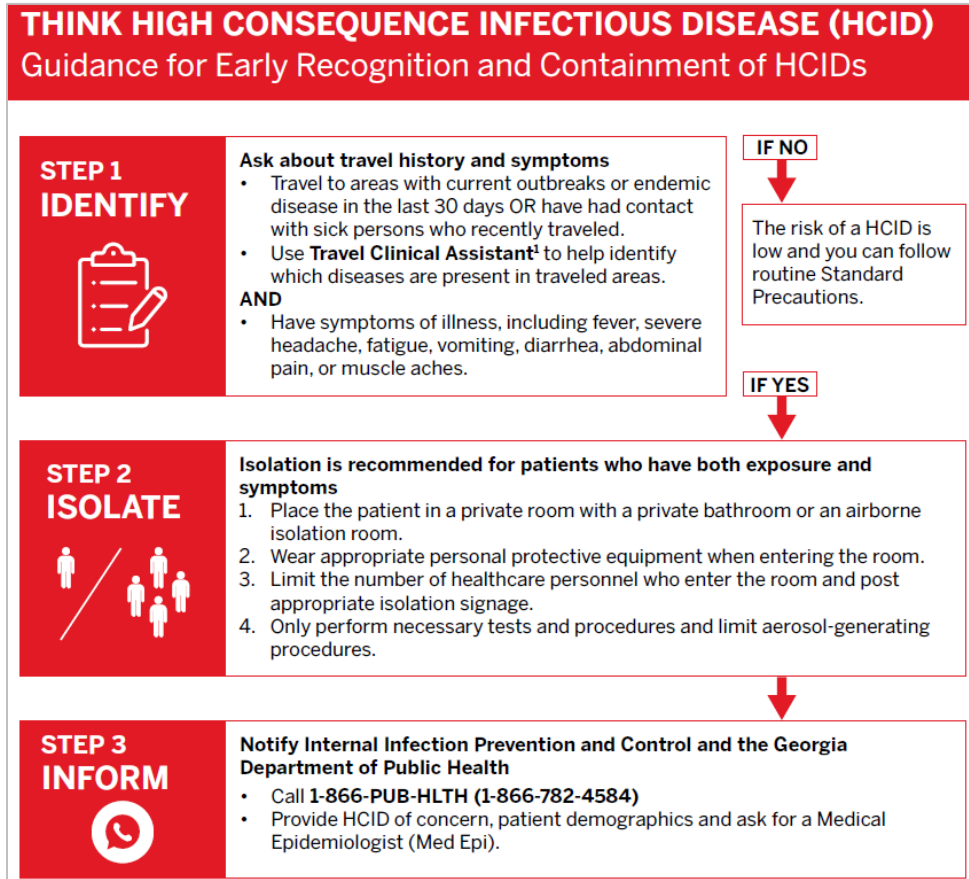 THINK HIGH CONSEQUENCE INFECTIOUS DISEASE (HCID)
Guidance for Early Recognition and Containment of HCIDs
STEP 1
IDENTIFY
Ask about travel history and symptoms
• Travel to areas with current outbreaks or endemic
disease in the last 30 days OR have had contact
with sick persons who recently traveled.
• Use Travel Clinical Assistant¹ to help identify
which diseases are present in traveled areas.
AND
• Have symptoms of illness, including fever, severe
headache, fatigue, vomiting, diarrhea, abdominal
pain, or muscle aches.
IF NO
The risk of a HCID is
low and you can follow
routine Standard
Precautions.
IF YES
STEP 2
ISOLATE
Isolation is recommended for patients who have both exposure and
symptoms
1. Place the patient in a private room with a private bathroom or an airborne
isolation room.
2. Wear appropriate personal protective equipment when entering the room.
3. Limit the number of healthcare personnel who enter the room and post
appropriate isolation signage.
4. Only perform necessary tests and procedures and limit aerosol-generating
procedures.
STEP 3
INFORM
Notify Internal Infection Prevention and Control and the Georgia
Department of Public Health
• Call 1-866-PUB-HLTH (1-866-782-4584)
• Provide HCID of concern, patient demographics and ask for a Medical
Epidemiologist (Med Epi).